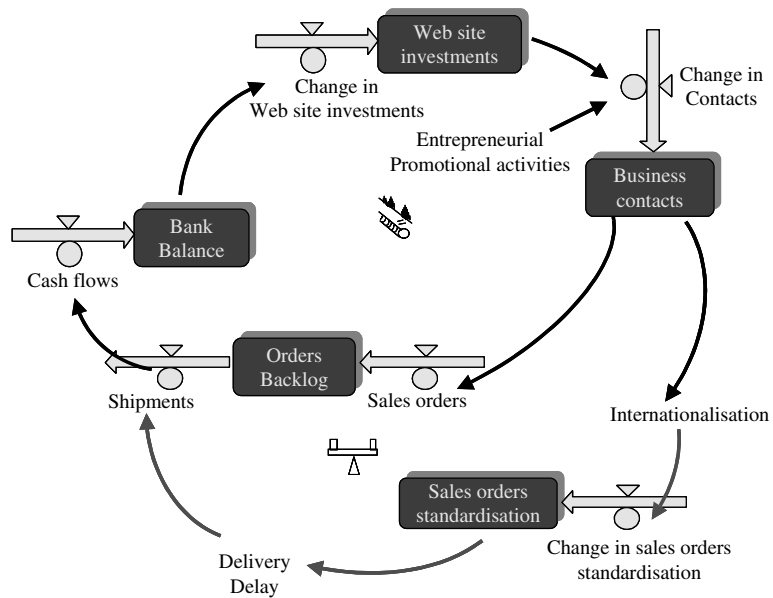 Web site
investments
Change in
Web site investments
Change in
Contacts
Entrepreneurial
Promotional activities
Business
contacts
Bank
Balance
Cash flows
Orders
Backlog
Shipments
Sales orders
Internationalisation
Sales orders
standardisation
Change in sales orders
standardisation
Delivery
Delay